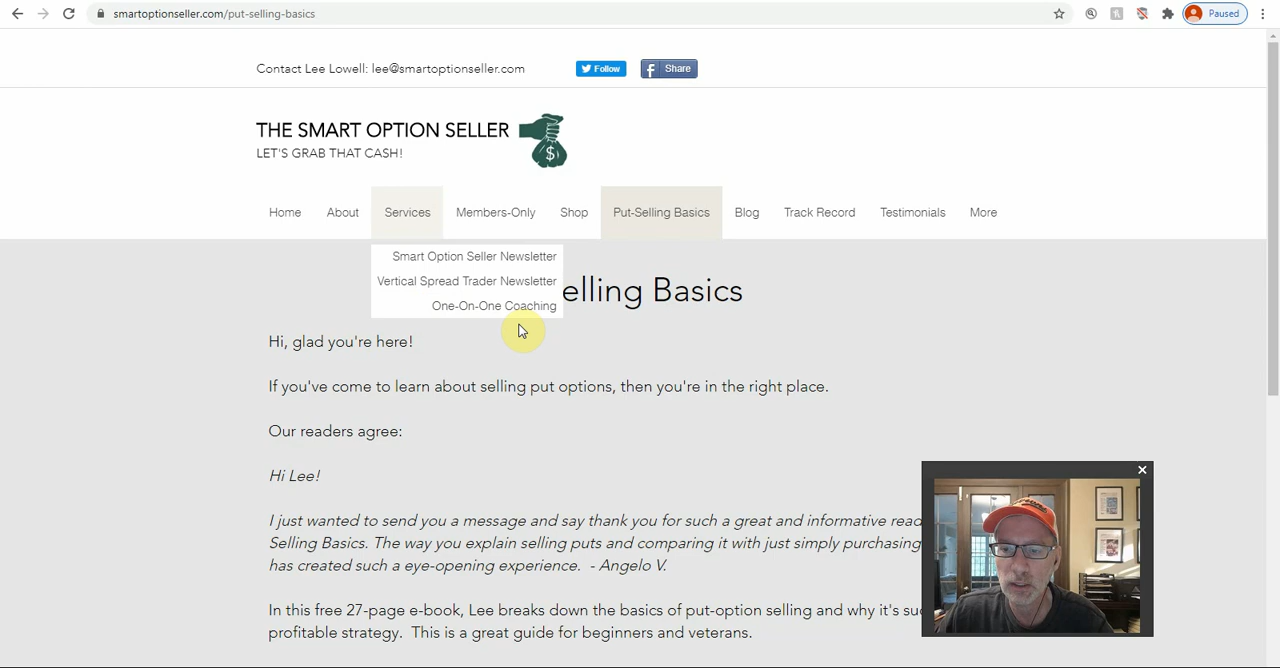 smartoptionseller.com/put-selling-basics
Paused
Contact Lee Lowell: lee@smartoptionseller.com
Follow
f Share
THE SMART OPTION SELLER
$
LET'S GRAB THAT CASH!
Home About Services Members-Only Shop Put-Selling Basics Blog Track Record Testimonials More
Smart Option Seller Newsletter
Vertical Spread Trader Newsletter
One-On-One Coaching
elling Basics
Hi, glad you're here!
If you've come to learn about selling put options, then you're in the right place.
Our readers agree:
Hi Lee!
I just wanted to send you a message and say thank you for such a great and informative read
Selling Basics. The way you explain selling puts and comparing it with just simply purchasing
has created such a eye-opening experience. - Angelo V.
In this free 27-page e-book, Lee breaks down the basics of put-option selling and why it's suc
profitable strategy. This is a great guide for beginners and veterans.